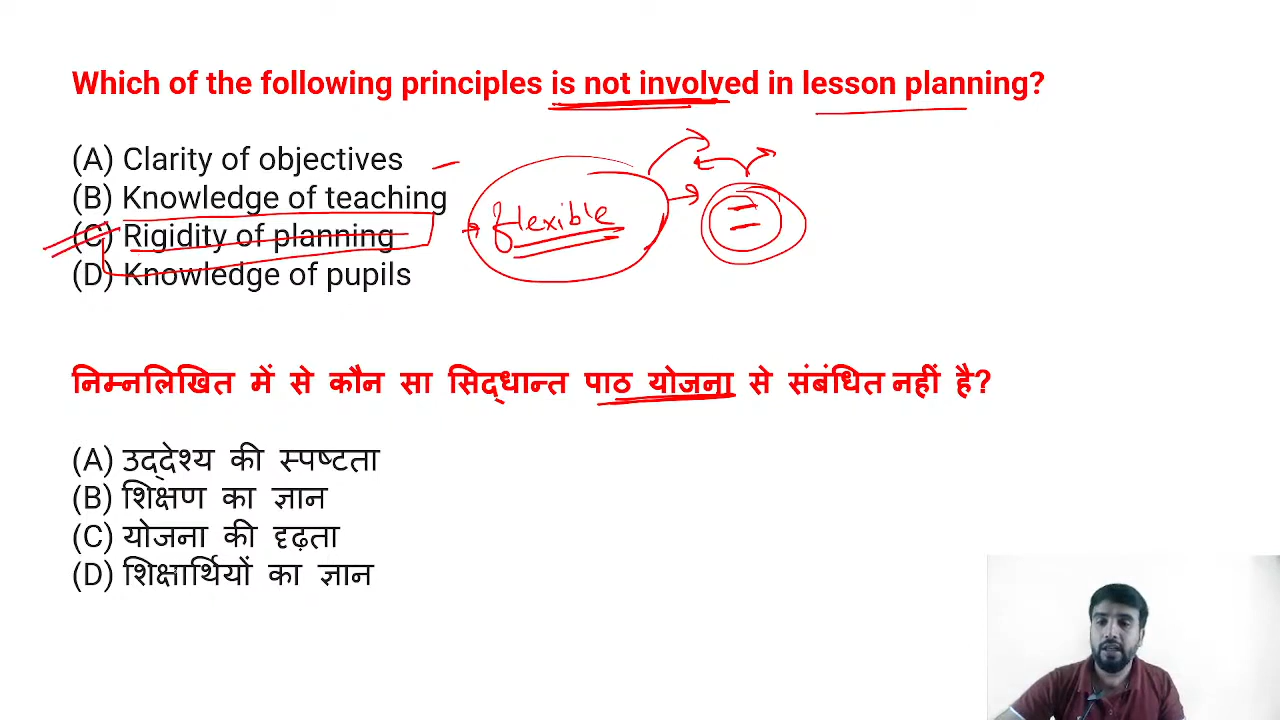 Which of the following principles is not involved in lesson planning?
(A) Clarity of objectives
(B) Knowledge of teaching
(C) Rigidity of planning
(D) Knowledge of pupils
flexible
निम्नलिखित में से कौन सा सिद्धान्त पाठ योजना से संबंधित नहीं है?
(A) उद्देश्य की स्पष्टता
(B) शिक्षण का ज्ञान
(C) योजना की दृढ़ता
(D) शिक्षार्थियों का ज्ञान